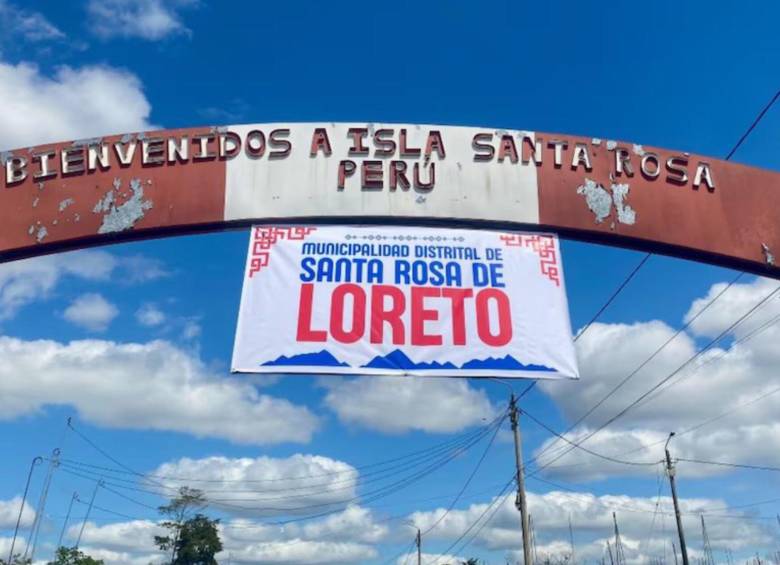 BIENVENIDOS A ISLA SANTA ROSA
PERÚ
MUNICIPALIDAD DISTRITAL DE
SANTA ROSA DE
LORETO